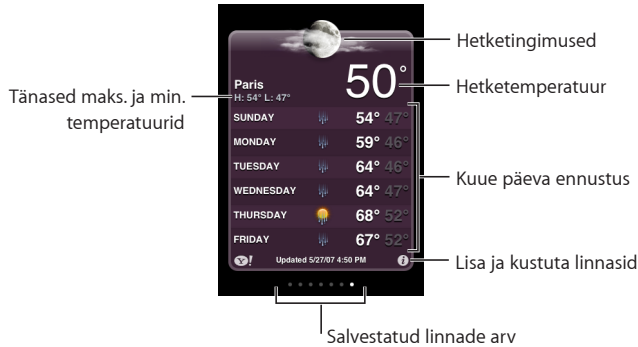 Hetketingimused
50°
Hetketemperatuur
Paris
H: 54° L: 47°
Tänased maks. ja min.
temperatuurid
SUNDAY 54° 47°
MONDAY 59° 46°
TUESDAY 64° 46°
WEDNESDAY 64° 47°
THURSDAY 68° 52°
FRIDAY 67° 52°
Kuue päeva ennustus
Y! Updated 5/27/07 4:50 PM i
Lisa ja kustuta linnasid
Salvestatud linnade arv